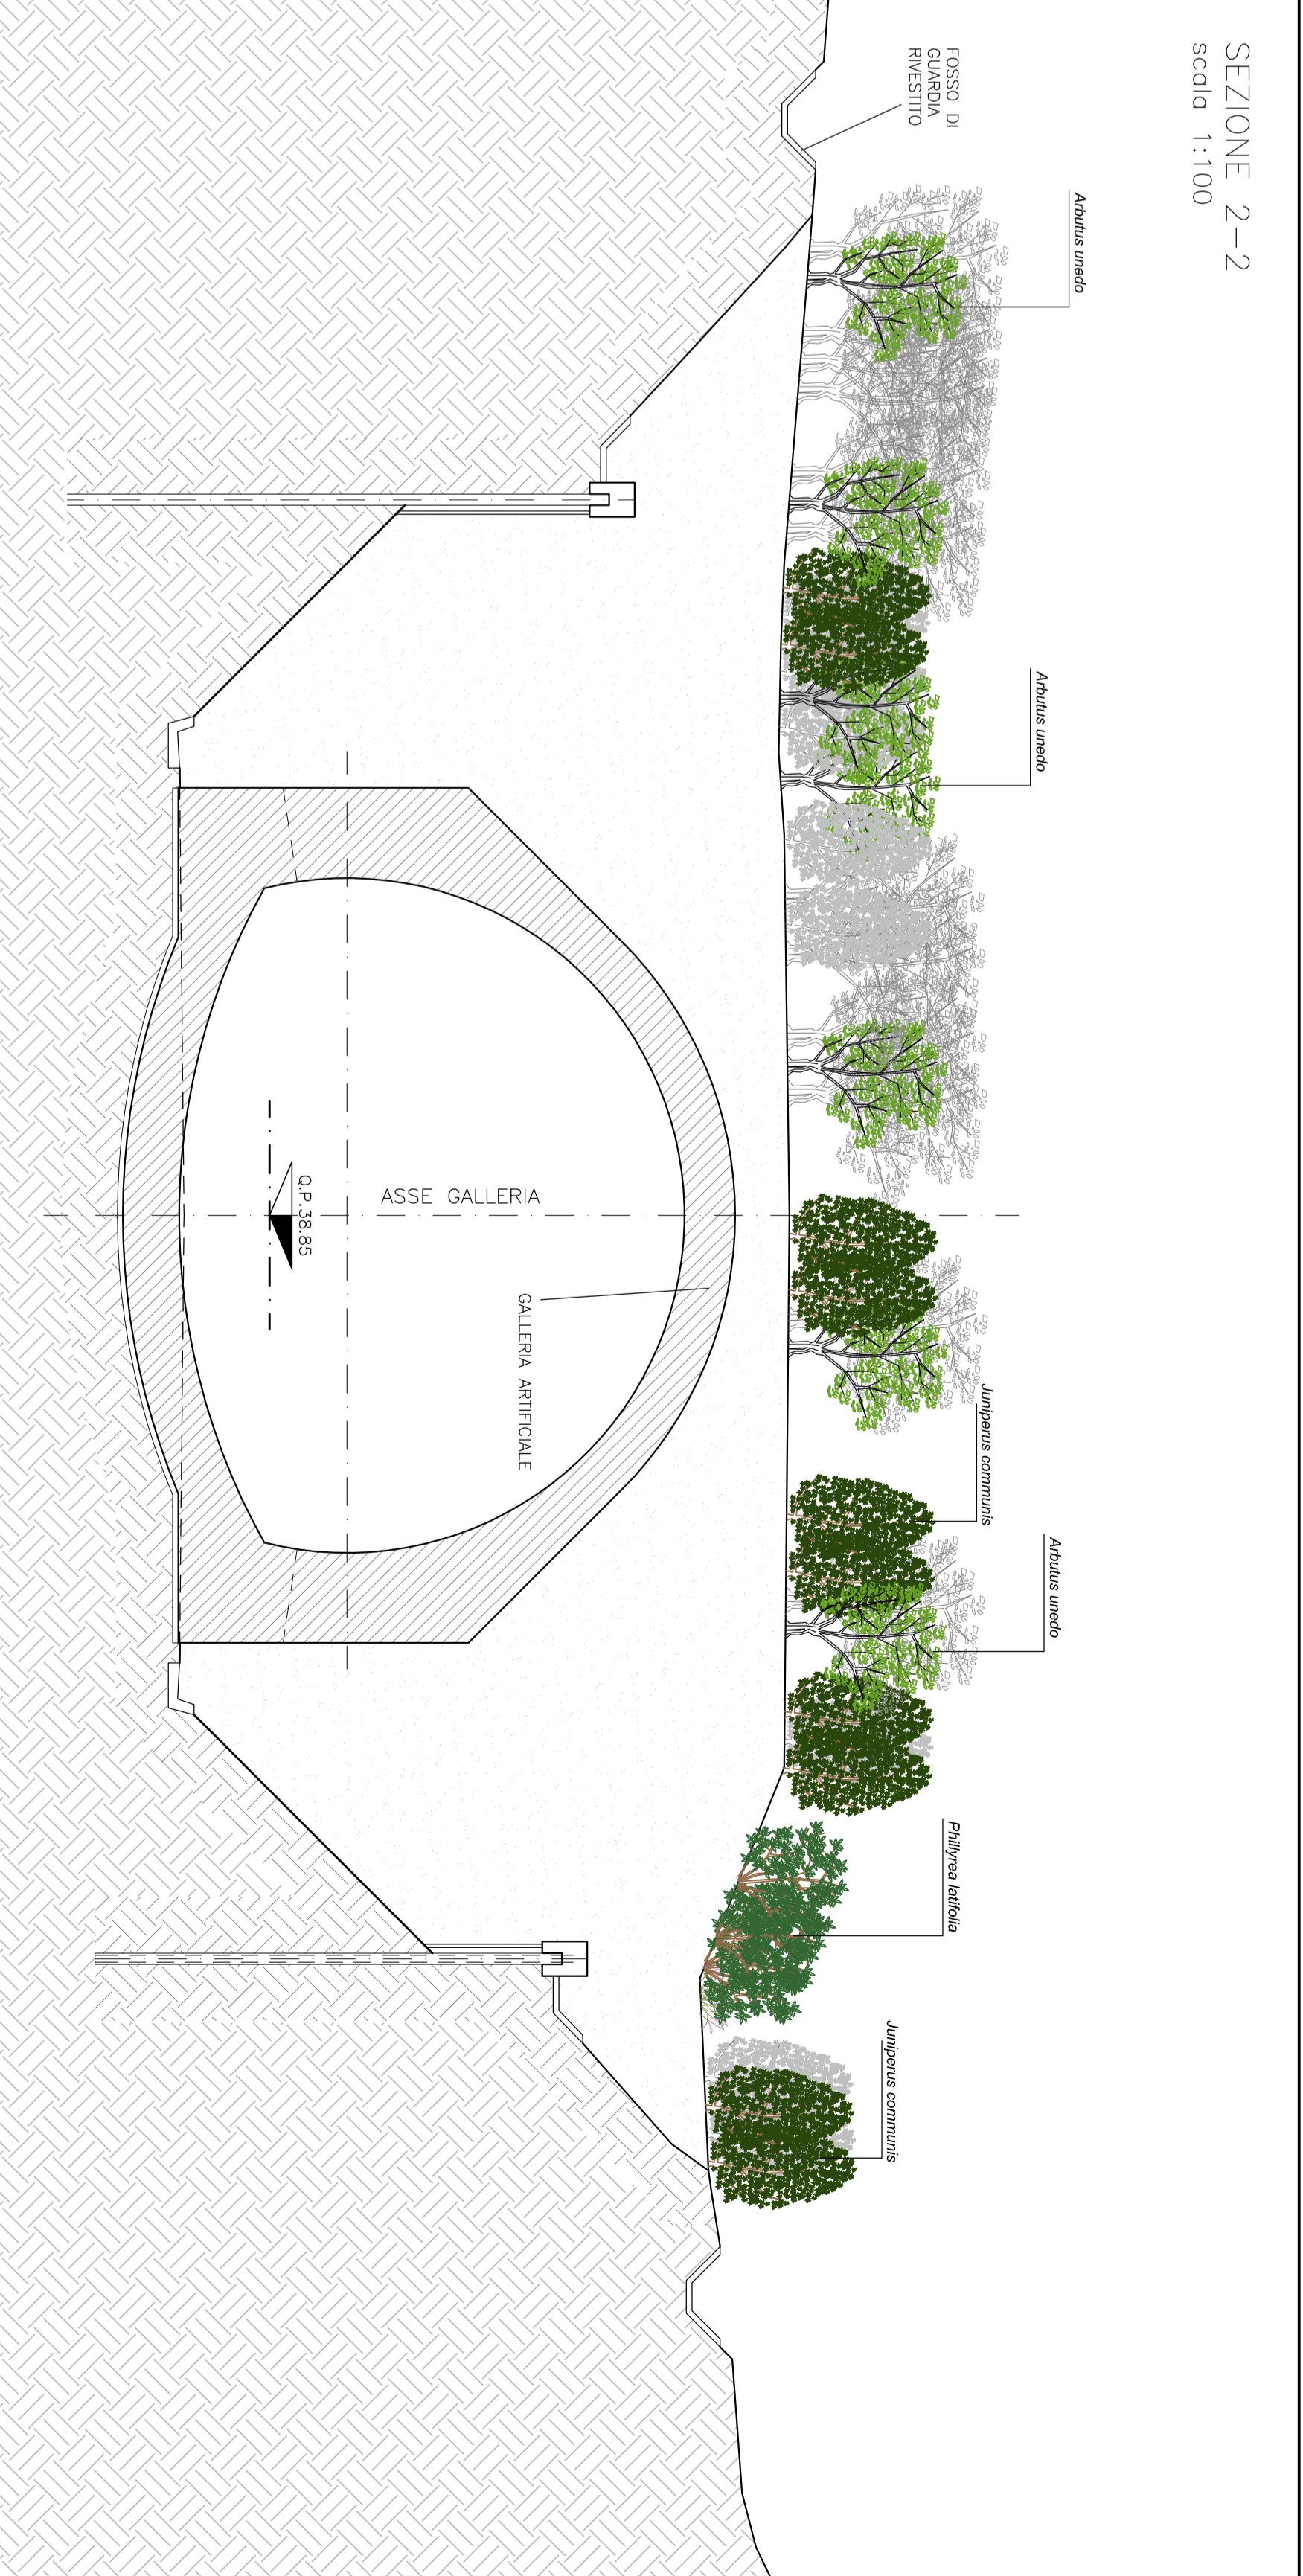 SEZIONE 2-2
scala 1:100
FOSSO DI
GUARDIA
RIVESTITO
Arbutus unedo
Arbutus unedo
Juniperus communis
Arbutus unedo
Phillyrea latifolia
Juniperus communis
ASSE GALLERIA
GALLERIA ARTIFICIALE
Q.P.38.85